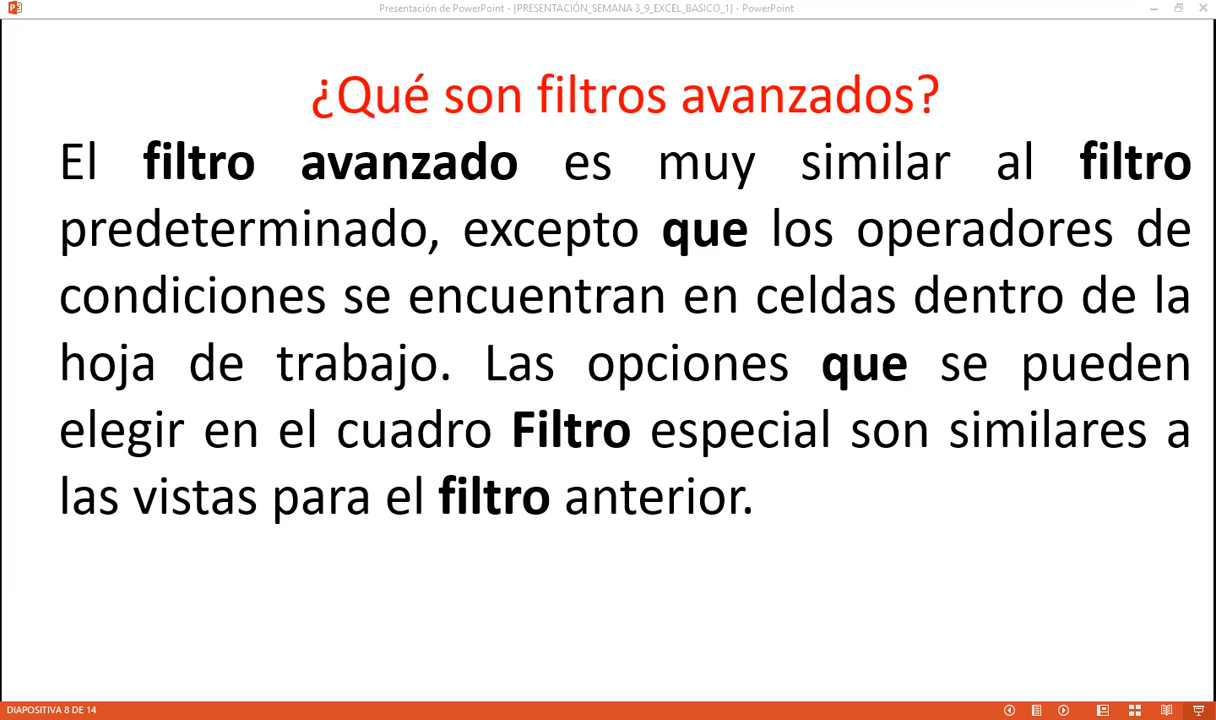 Presentación de PowerPoint - [PRESENTACIÓN_SEMANA 3_9_EXCEL_BASICO_1] - PowerPoint
¿Qué son filtros avanzados?
El filtro avanzado es muy similar al filtro
predeterminado, excepto que los operadores de
condiciones se encuentran en celdas dentro de la
hoja de trabajo. Las opciones que se pueden
elegir en el cuadro Filtro especial son similares a
las vistas para el filtro anterior.
DIAPOSITIVA 8 DE 14